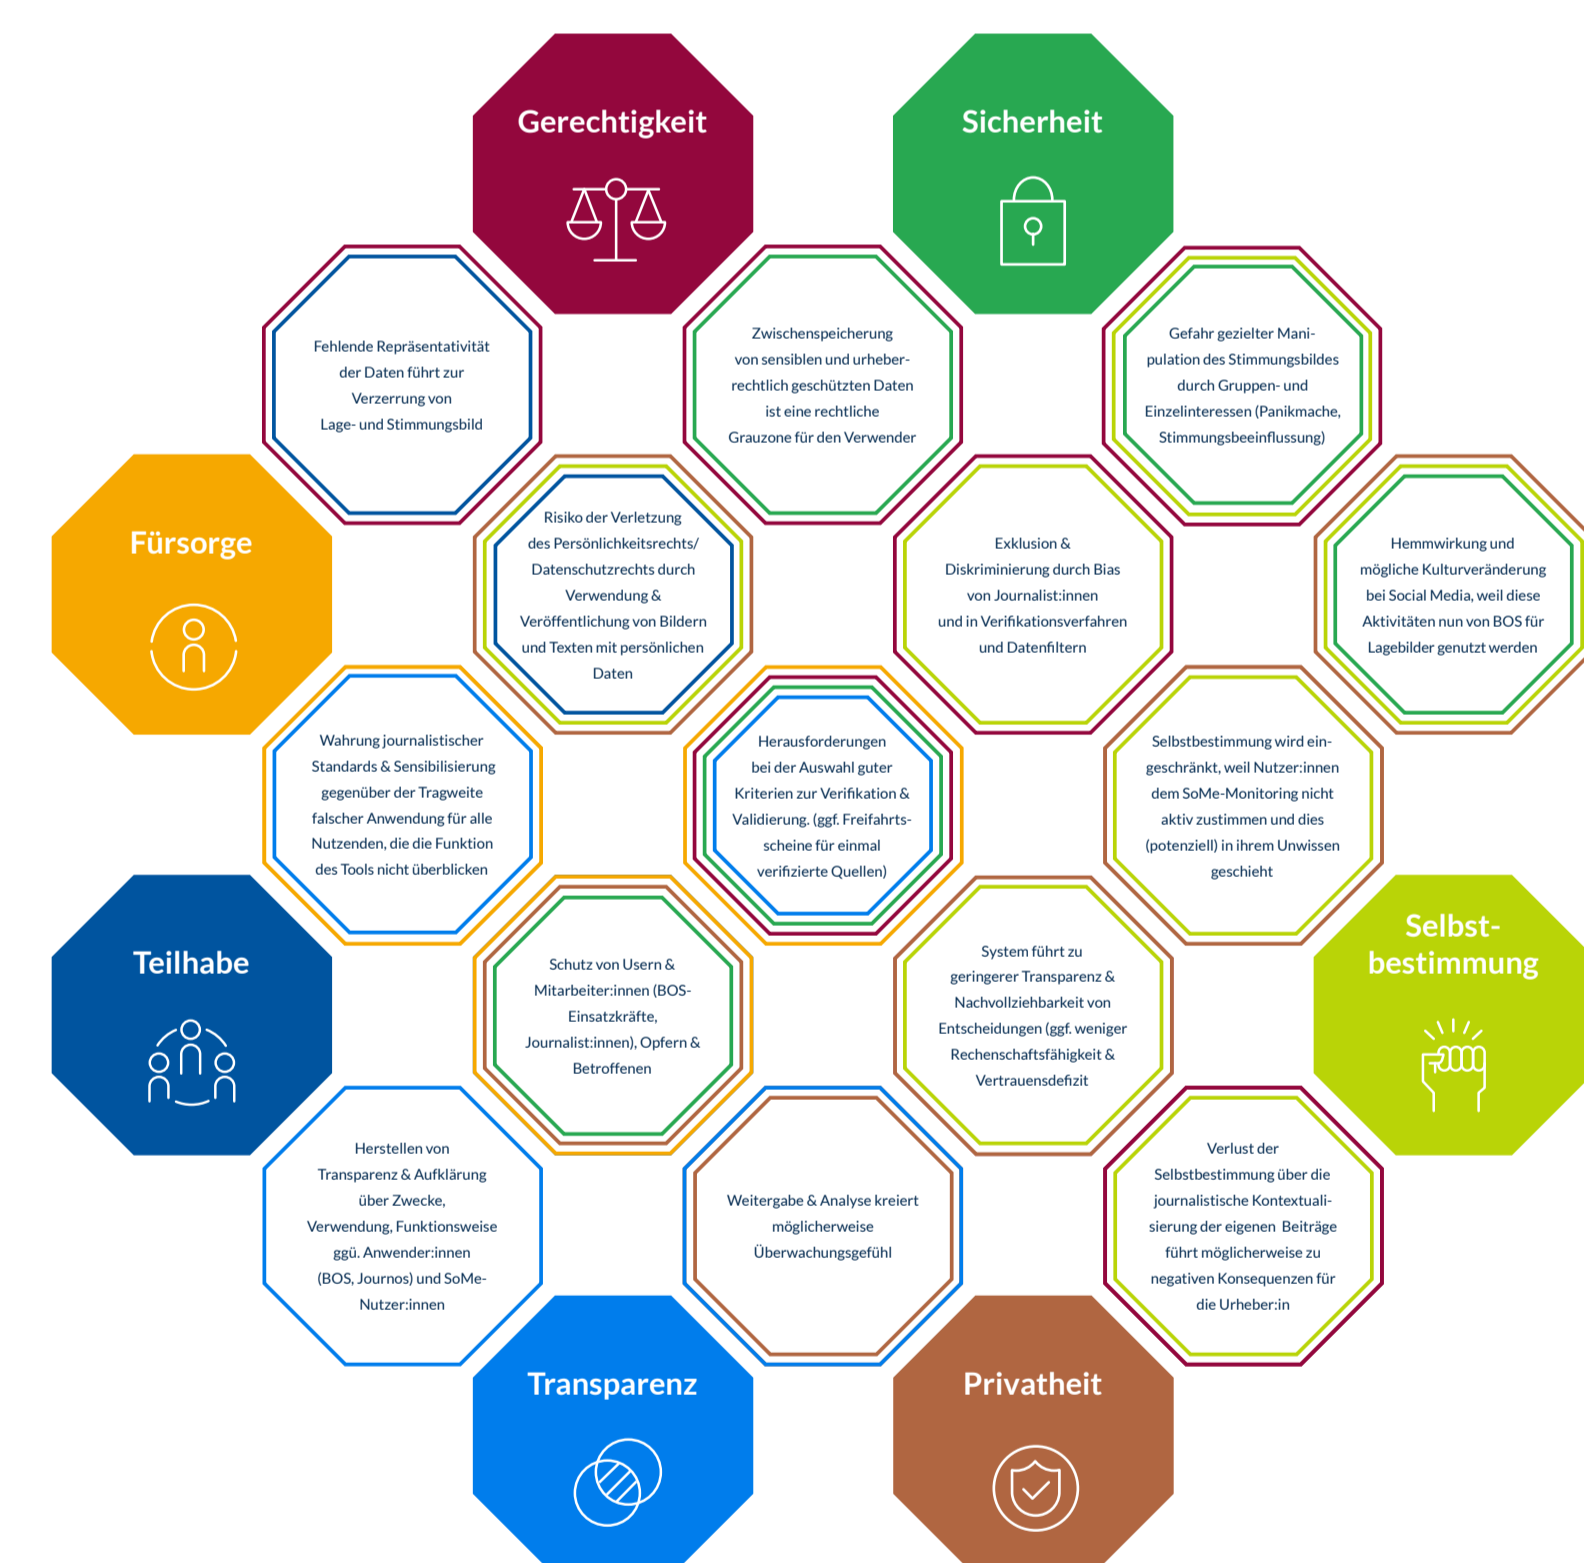 Gerechtigkeit
Sicherheit
Fehlende Repräsentativität
der Daten führt zur
Verzerrung von
Lage- und Stimmungsbild
Zwischenspeicherung
von sensiblen und urheber-
rechtlich geschützten Daten
ist eine rechtliche
Grauzone für den Verwender
Gefahr gezielter Mani-
pulation des Stimmungsbildes
durch Gruppen- und
Einzelinteressen (Panikmache,
Stimmungsbeeinflussung)
Fürsorge
Risiko der Verletzung
des Persönlichkeitsrechts/
Datenschutzrechts durch
Verwendung &
Veröffentlichung von Bildern
und Texten mit persönlichen
Daten
Exklusion &
Diskriminierung durch Bias
von Journalist:innen
und in Verifikationsverfahren
und Datenfiltern
Hemmwirkung und
mögliche Kulturveränderung
bei Social Media, weil diese
Aktivitäten nun von BOS für
Lagebilder genutzt werden
Wahrung journalistischer
Standards & Sensibilisierung
gegenüber der Tragweite
falscher Anwendung für alle
Nutzenden, die die Funktion
des Tools nicht überblicken
Herausforderungen
bei der Auswahl guter
Kriterien zur Verifikation &
Validierung. (ggf. Freifahrts-
scheine für einmal
verifizierte Quellen)
Selbstbestimmung wird ein-
geschränkt, weil Nutzer:innen
dem SoMe-Monitoring nicht
aktiv zustimmen und dies
(potenziell) in ihrem Unwissen
geschieht
Teilhabe
Schutz von Usern &
Mitarbeiter:innen (BOS-
Einsatzkräfte,
Journalist:innen), Opfern &
Betroffenen
System führt zu
geringerer Transparenz &
Nachvollziehbarkeit von
Entscheidungen (ggf. weniger
Rechenschaftsfähigkeit &
Vertrauensdefizit
Selbst-
bestimmung
Herstellen von
Transparenz & Aufklärung
über Zwecke,
Verwendung, Funktionsweise
ggü. Anwender:innen
(BOS, Journos) und SoMe-
Nutzer:innen
Weitergabe & Analyse kreiert
möglicherweise
Überwachungsgefühl
Verlust der
Selbstbestimmung über die
journalistische Kontextuali-
sierung der eigenen Beiträge
führt möglicherweise zu
negativen Konsequenzen für
die Urheber:in
Transparenz
Privatheit